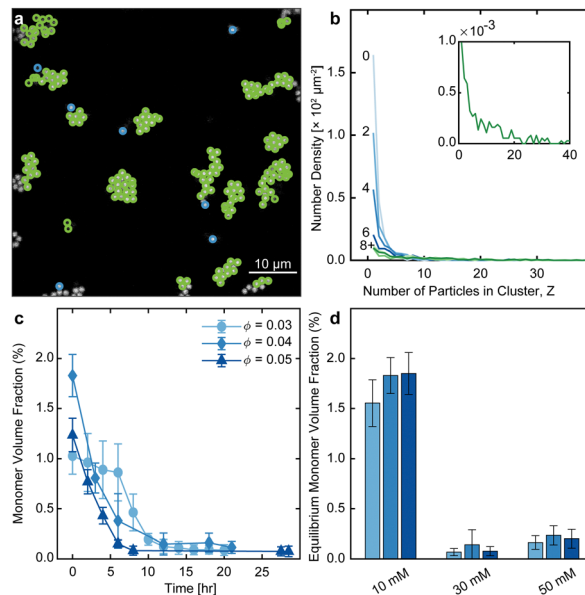 a
10 μm
b
Number Density [× 10² μm⁻²]
1.5
1.0
0.5
0.0
0
2
4
6
8+
× 10⁻³
1.0
0.5
0
0
20
40
0
10
20
30
Number of Particles in Cluster, Z
c
Monomer Volume Fraction (%)
2.0
1.5
1.0
0.5
0.0
ϕ = 0.03
ϕ = 0.04
ϕ = 0.05
0
5
10
15
20
25
Time [hr]
d
Equilibrium Monomer Volume Fraction (%)
2.0
1.5
1.0
0.5
0.0
10 mM
30 mM
50 mM